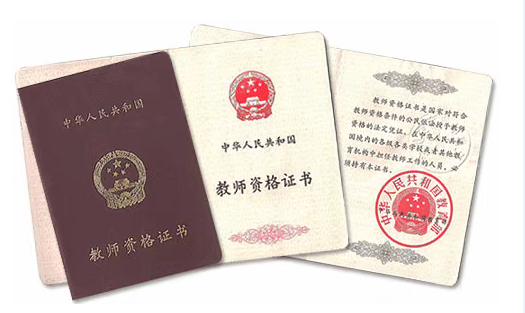 中华人民共和国
教师资格证书
中华人民共和国
教师资格证书
教师资格证书是国家对符合
教师资格条件的公民依法授予教师
资格的法定凭证。在中华人民共和
国境内的各级各类学校或者其他教
育机构中担任教师工作的人员，必
须持有本证书。
中华人民共和国教育部